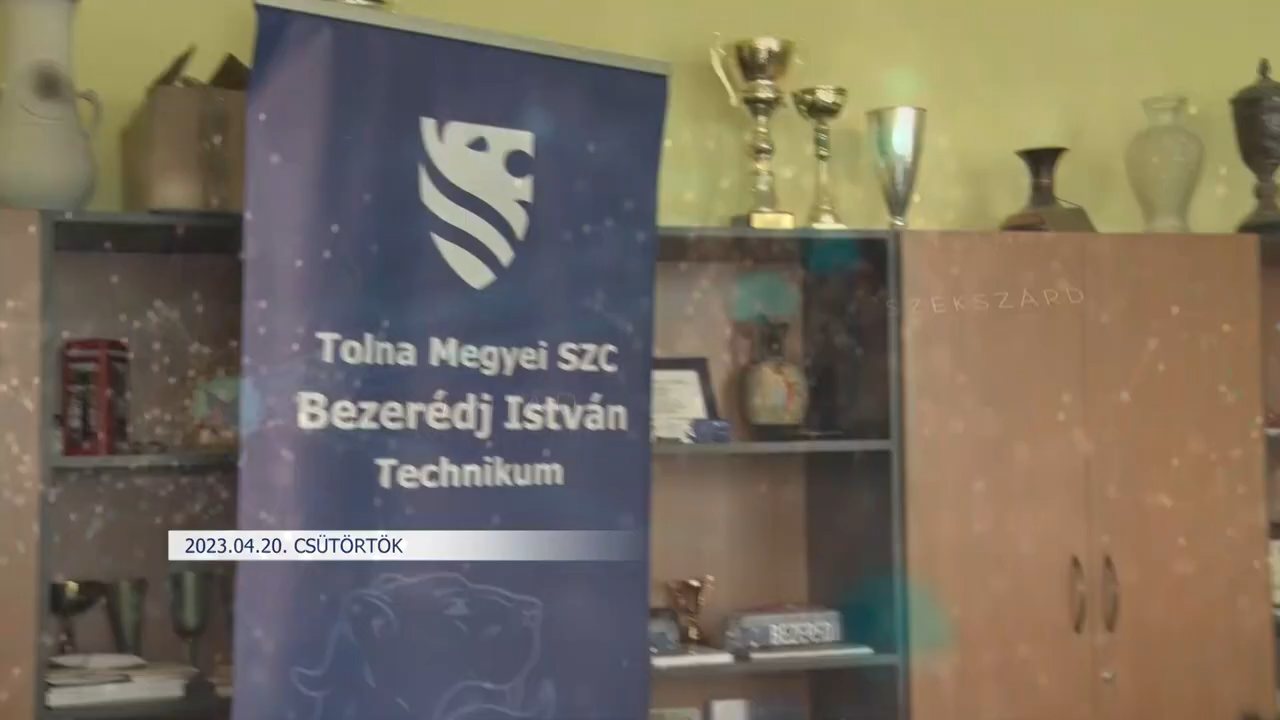 SZEKSZÁRD
Tolna Megyei SZC
Bezerédj István
Technikum
2023.04.20. CSÜTÖRTÖK